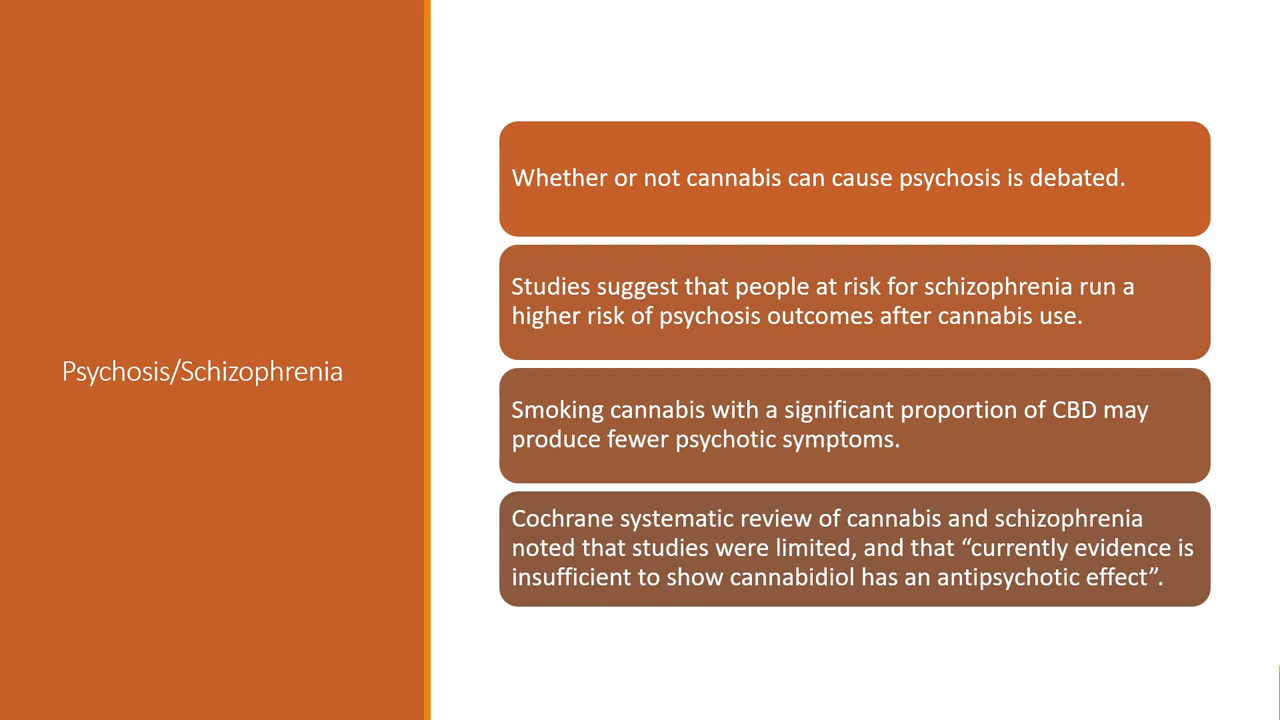 Psychosis/Schizophrenia
Whether or not cannabis can cause psychosis is debated.
Studies suggest that people at risk for schizophrenia run a
higher risk of psychosis outcomes after cannabis use.
Smoking cannabis with a significant proportion of CBD may
produce fewer psychotic symptoms.
Cochrane systematic review of cannabis and schizophrenia
noted that studies were limited, and that “currently evidence is
insufficient to show cannabidiol has an antipsychotic effect”.